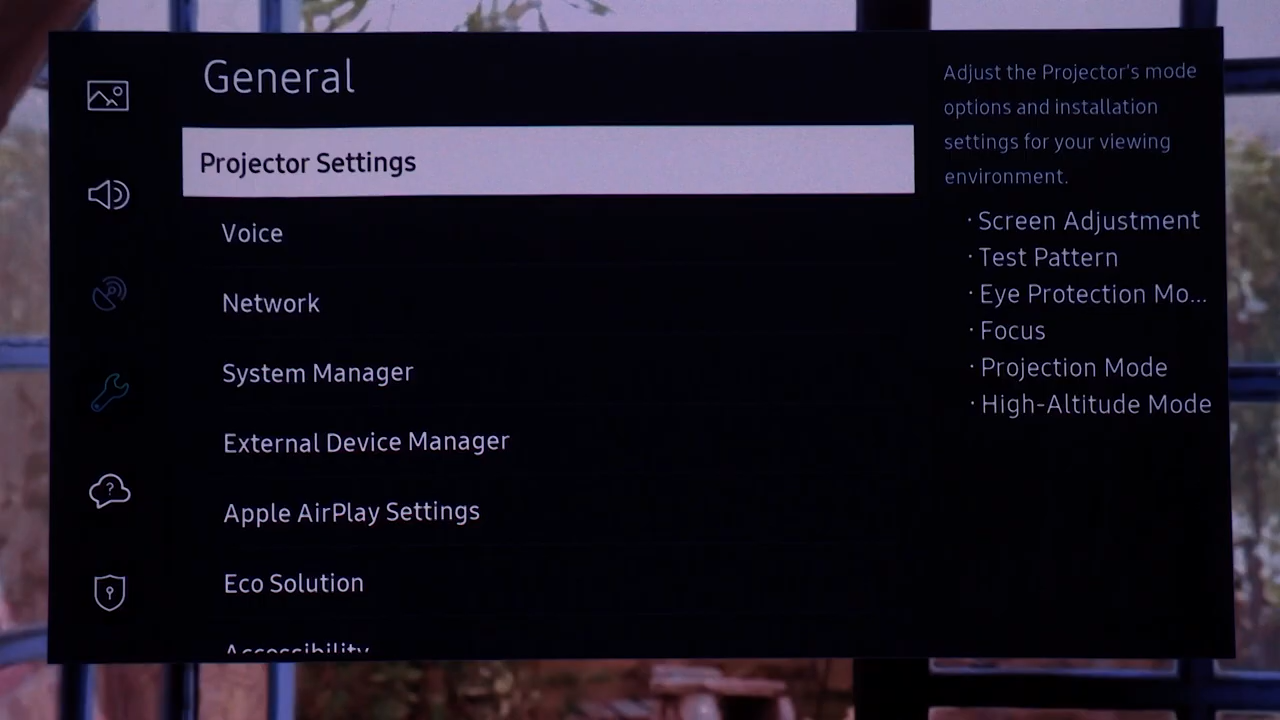 General
Projector Settings
Voice
Network
System Manager
External Device Manager
Apple AirPlay Settings
Eco Solution
Accessibility
Adjust the Projector's mode
options and installation
settings for your viewing
environment.
· Screen Adjustment
· Test Pattern
· Eye Protection Mo...
· Focus
· Projection Mode
· High-Altitude Mode
?